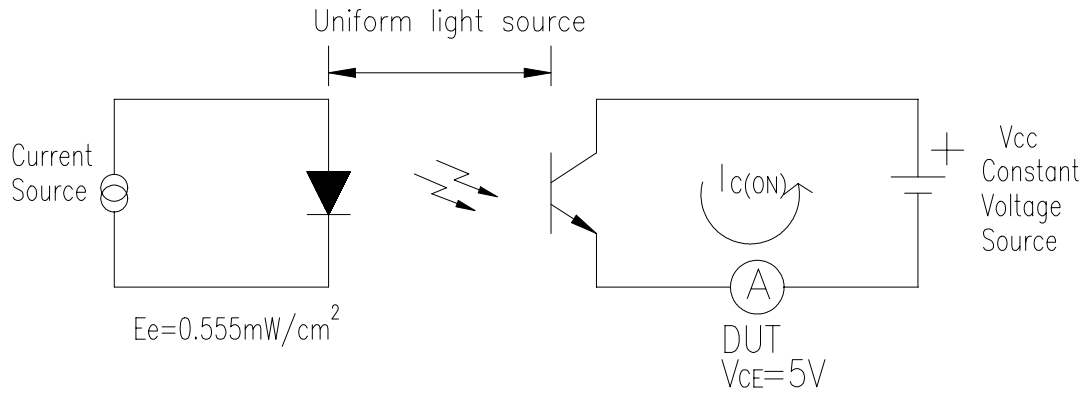 Uniform light source
Current
Source
IC(ON)
+
Vcc
Constant
Voltage
Source
A
Ee=0.555mW/cm²
DUT
VCE=5V